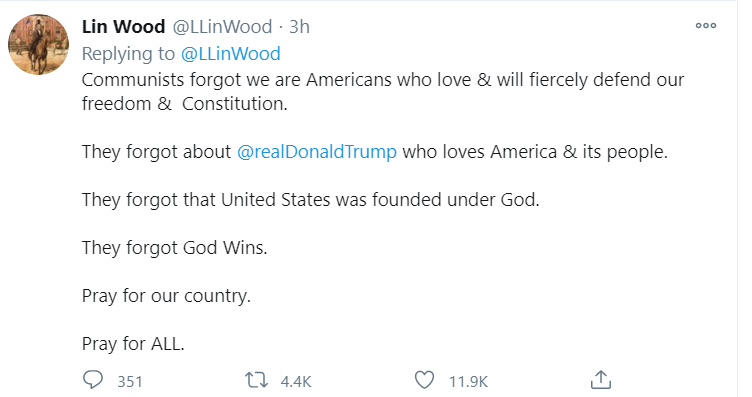 Lin Wood @LLinWood · 3h
Replying to @LLinWood
Communists forgot we are Americans who love & will fiercely defend our
freedom &  Constitution.
They forgot about @realDonaldTrump who loves America & its people.
They forgot that United States was founded under God.
They forgot God Wins.
Pray for our country.
Pray for ALL.
351 4.4K 11.9K